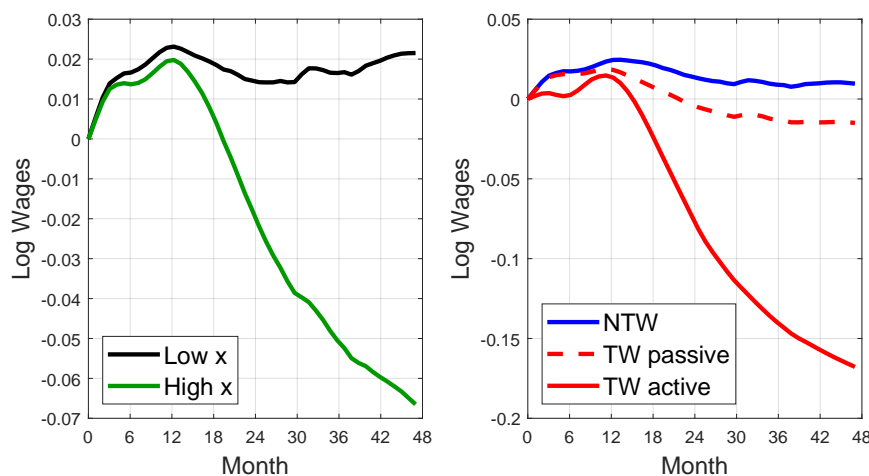 0.03
0.02
0.01
0
-0.01
-0.02
-0.03
-0.04
-0.05
-0.06
-0.07
Log Wages
Low x
High x
0 6 12 18 24 30 36 42 48
Month
0.05
0
-0.05
-0.1
-0.15
-0.2
Log Wages
NTW
TW passive
TW active
0 6 12 18 24 30 36 42 48
Month